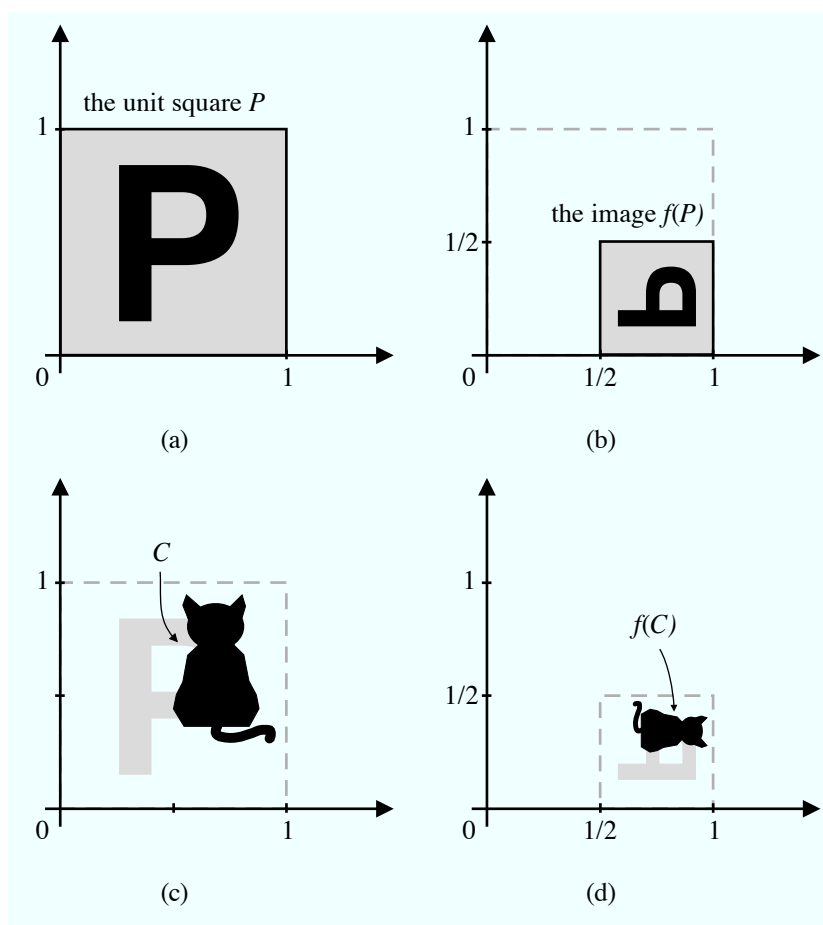 the unit square P
1
P
0
1
(a)
1
the image f(P)
1/2
P
0
1/2
1
(b)
C
1
P
0
1
(c)
1
f(C)
1/2
P
0
1/2
1
(d)